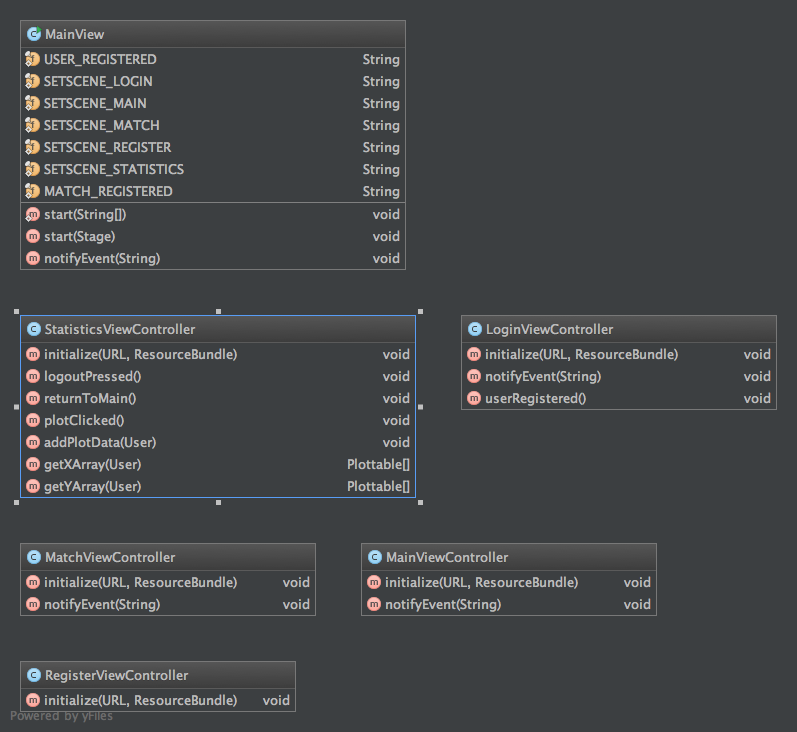 MainView
USER_REGISTERED String
SETSCENE_LOGIN String
SETSCENE_MAIN String
SETSCENE_MATCH String
SETSCENE_REGISTER String
SETSCENE_STATISTICS String
MATCH_REGISTERED String
start(String[]) void
start(Stage) void
notifyEvent(String) void
StatisticsViewController
initialize(URL, ResourceBundle) void
logoutPressed() void
returnToMain() void
plotClicked() void
addPlotData(User) void
getXArray(User) Plottable[]
getYArray(User) Plottable[]
LoginViewController
initialize(URL, ResourceBundle) void
notifyEvent(String) void
userRegistered() void
MatchViewController
initialize(URL, ResourceBundle) void
notifyEvent(String) void
MainViewController
initialize(URL, ResourceBundle) void
notifyEvent(String) void
RegisterViewController
initialize(URL, ResourceBundle) void
Powered by yFiles